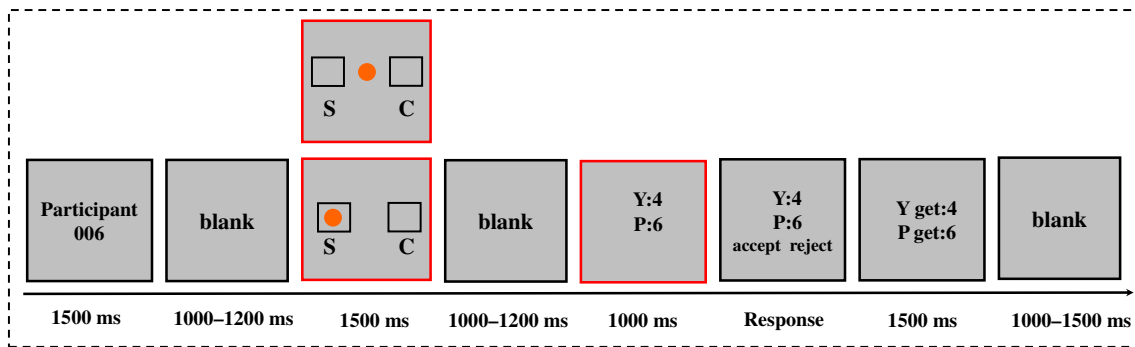 S C
Participant
006
blank
S C
blank
Y:4
P:6
Y:4
P:6
accept reject
Y get:4
P get:6
blank
1500 ms 1000–1200 ms 1500 ms 1000–1200 ms 1000 ms Response 1500 ms 1000–1500 ms